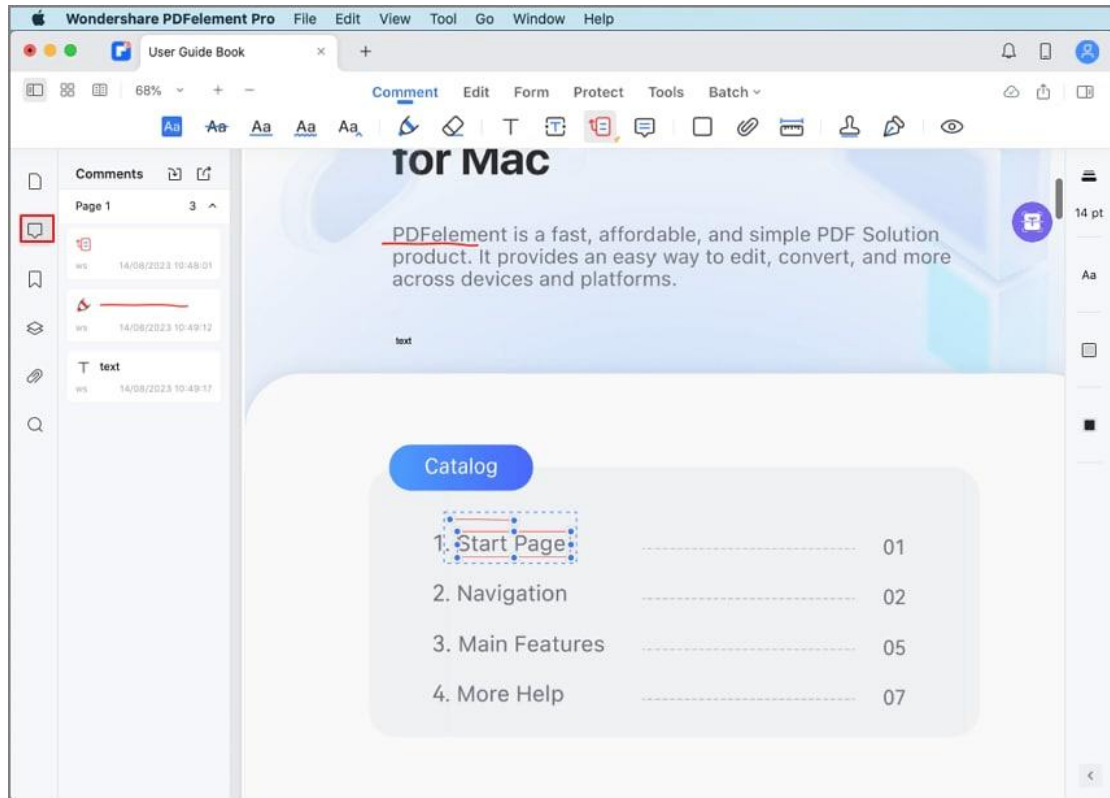 Wondershare PDFelement Pro File Edit View Tool Go Window Help
User Guide Book
68%
Comment Edit Form Protect Tools Batch
Aa Aa Aa Aa Aa T T
Comments
Page 1 3
ws 14/08/2023 10:48:01
ws 14/08/2023 10:49:12
T text
ws 14/08/2023 10:49:17
for Mac
PDFelement is a fast, affordable, and simple PDF Solution
product. It provides an easy way to edit, convert, and more
across devices and platforms.
text
Catalog
1. Start Page 01
2. Navigation 02
3. Main Features 05
4. More Help 07
T
14 pt
Aa